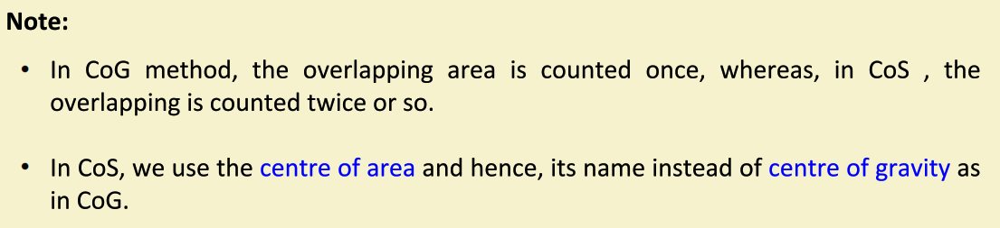 Note:
• In CoG method, the overlapping area is counted once, whereas, in CoS , the
overlapping is counted twice or so.
• In CoS, we use the centre of area and hence, its name instead of centre of gravity as
in CoG.